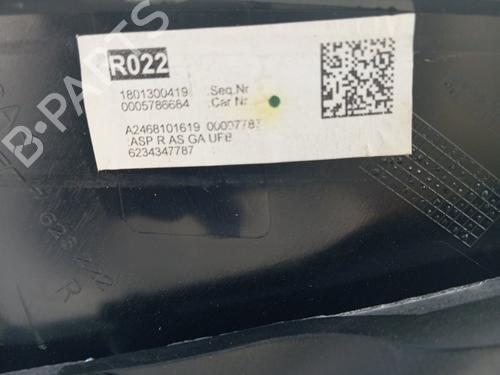 R022
1801300419 Seq.Nr
0005786684 Car Nr
A2468101619 00007787
ASP R AS GA UFB
6234347787
B-PARTS
R